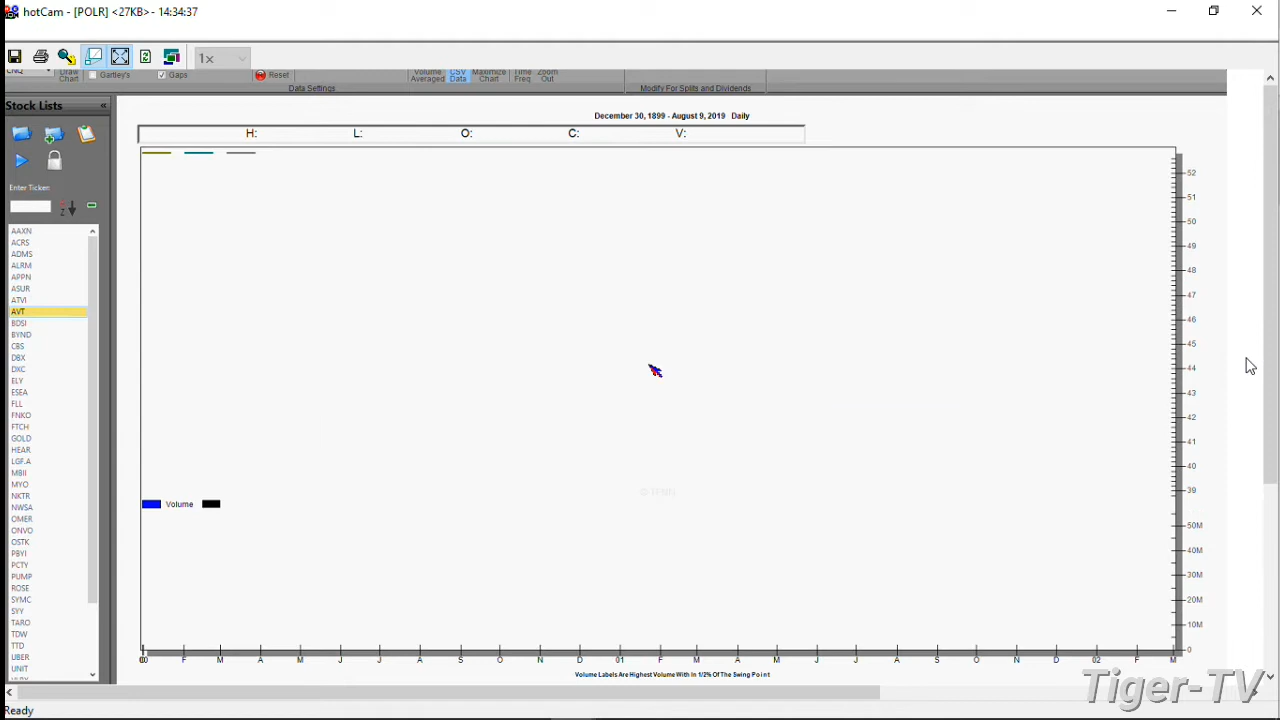 hotCam - [POLR] <27KB> - 14:34:37
1x
CNQ Draw Chart Gartley's Gaps Reset Volume Averaged CSV Data Maximize Chart Time Freq Zoom Out
Data Settings Modify For Splits and Dividends
Stock Lists «
December 30, 1899 - August 9, 2019 Daily
H: L: O: C: V:
Enter Ticker:
AAXN
ACRS
ADMS
ALRM
APPN
ASUR
ATVI
AVT
BDSI
BYND
CBS
DBX
DXC
ELY
ESEA
FLL
FNKO
FTCH
GOLD
HEAR
LGF.A
MBII
MYO
NKTR
NWSA
OMER
ONVO
OSTK
PBYI
PCTY
PUMP
ROSE
SYMC
SYY
TARO
TDW
TTD
UBER
UNIT
52
51
50
49
48
47
46
45
44
43
42
41
40
39
Volume
50M
40M
30M
20M
10M
0
00 F M A M J J A S O N D 01 F M A M J J A S O N D 02 F M
Volume Labels Are Highest Volume With In 1/2% Of The Swing Point
Tiger-TV
Ready